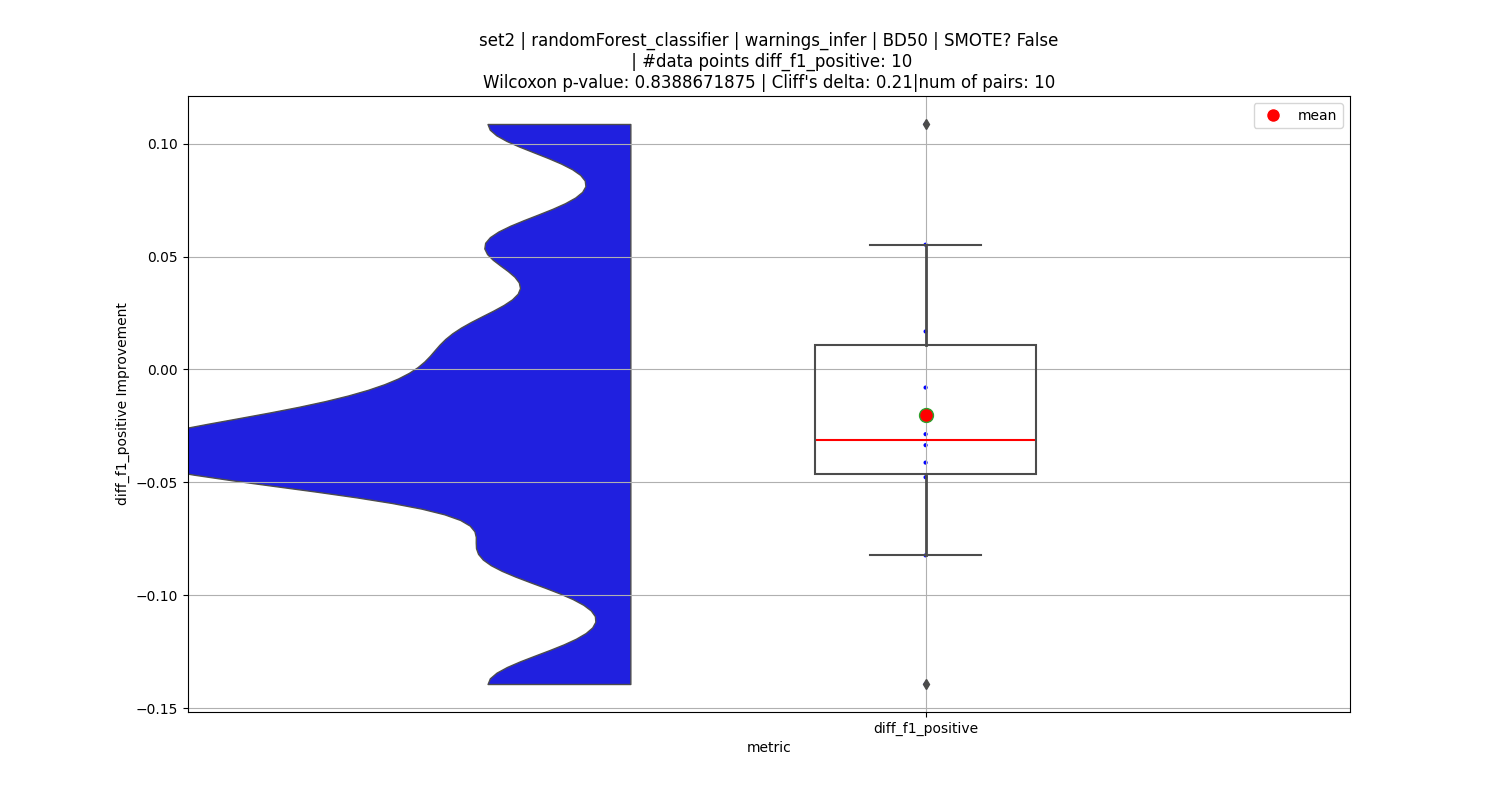 set2 | randomForest_classifier | warnings_infer | BD50 | SMOTE? False
| #data points diff_f1_positive: 10
Wilcoxon p-value: 0.8388671875 | Cliff's delta: 0.21|num of pairs: 10
mean
0.10
0.05
0.00
−0.05
−0.10
−0.15
diff_f1_positive Improvement
diff_f1_positive
metric